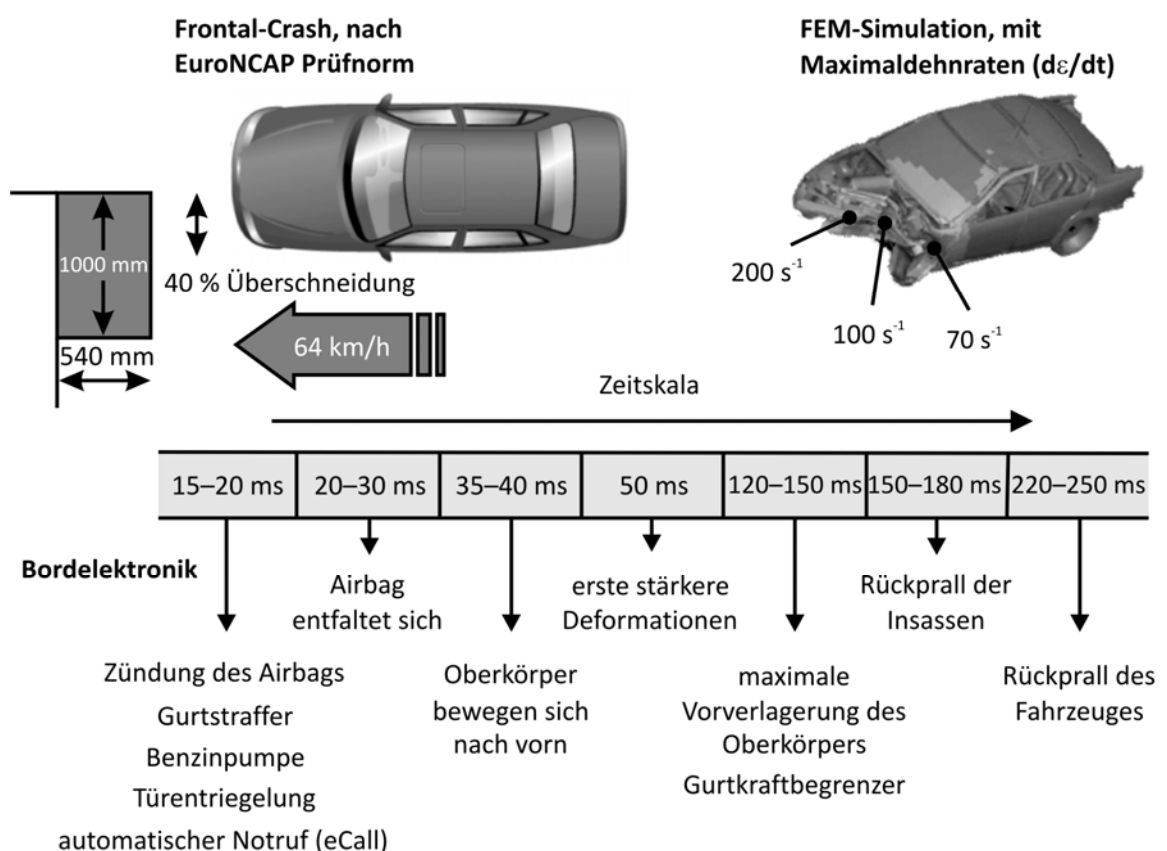 Frontal-Crash, nach
EuroNCAP Prüfnorm
FEM-Simulation, mit
Maximaldehnraten (dε/dt)
1000 mm
540 mm
40 % Überschneidung
64 km/h
200 s⁻¹
100 s⁻¹
70 s⁻¹
Zeitskala
15–20 ms
20–30 ms
35–40 ms
50 ms
120–150 ms
150–180 ms
220–250 ms
Bordelektronik
Zündung des Airbags
Gurtstraffer
Benzinpumpe
Türentriegelung
automatischer Notruf (eCall)
Airbag
entfaltet sich
Oberkörper
bewegen sich
nach vorn
erste stärkere
Deformationen
maximale
Vorverlagerung des
Oberkörpers
Gurtkraftbegrenzer
Rückprall der
Insassen
Rückprall des
Fahrzeuges